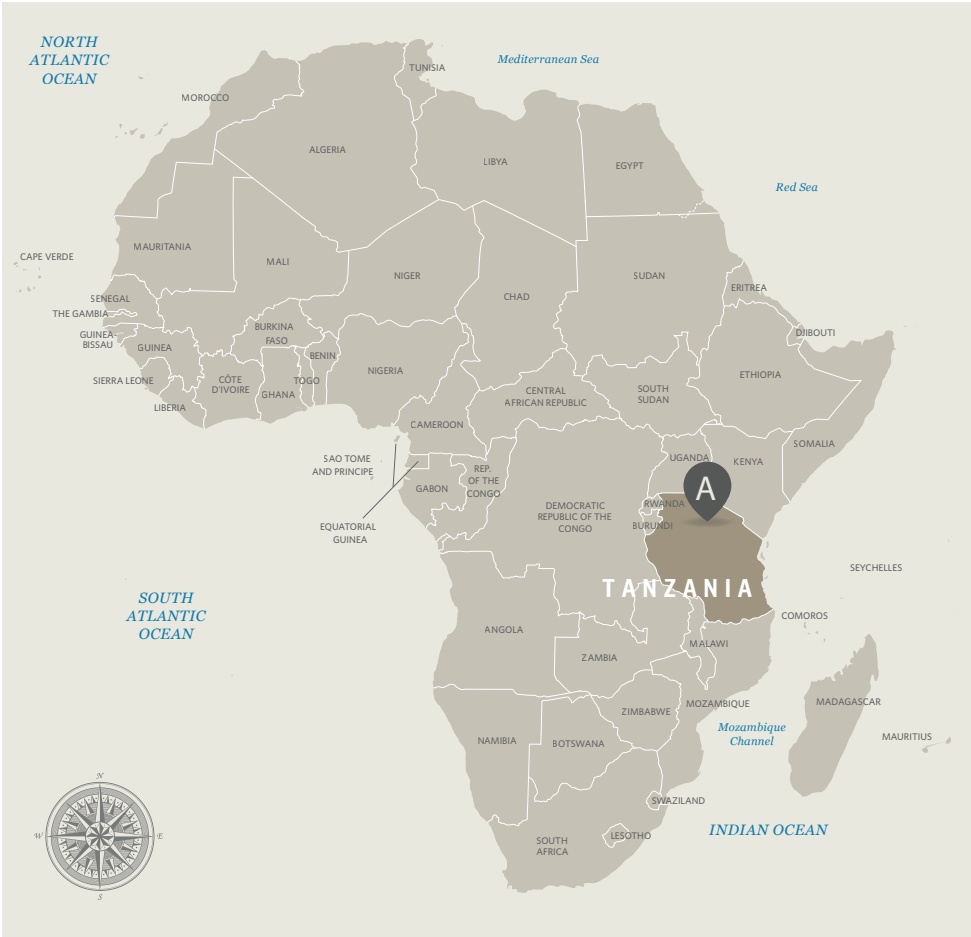 NORTH
ATLANTIC
OCEAN
Mediterranean Sea
TUNISIA
MOROCCO
ALGERIA
LIBYA
EGYPT
Red Sea
CAPE VERDE
MAURITANIA
MALI
NIGER
CHAD
SUDAN
ERITREA
SENEGAL
THE GAMBIA
GUINEA-
BISSAU
GUINEA
BURKINA
FASO
BENIN
DJIBOUTI
SIERRA LEONE
CÔTE
D'IVOIRE
TOGO
GHANA
NIGERIA
ETHIOPIA
LIBERIA
CENTRAL
AFRICAN REPUBLIC
SOUTH
SUDAN
CAMEROON
SOMALIA
SAO TOME
AND PRINCIPE
REP.
OF THE
CONGO
GABON
UGANDA
KENYA
A
RWANDA
BURUNDI
DEMOCRATIC
REPUBLIC OF THE
CONGO
EQUATORIAL
GUINEA
SEYCHELLES
TANZANIA
SOUTH
ATLANTIC
OCEAN
COMOROS
ANGOLA
MALAWI
ZAMBIA
MOZAMBIQUE
MADAGASCAR
ZIMBABWE
Mozambique
Channel
MAURITIUS
NAMIBIA
BOTSWANA
SWAZILAND
INDIAN OCEAN
LESOTHO
SOUTH
AFRICA
N
W
E
S